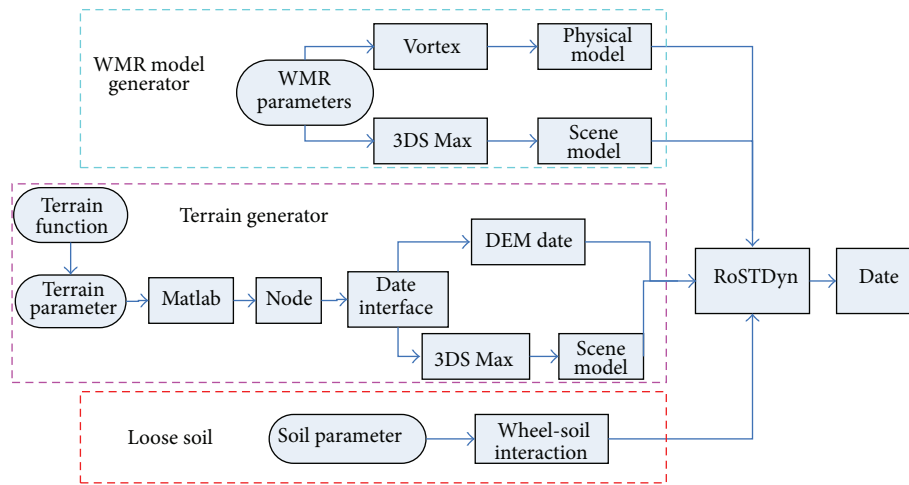 WMR model
generator
WMR
parameters
Vortex
Physical
model
3DS Max
Scene
model
Terrain generator
Terrain
function
Terrain
parameter
Matlab
Node
Date
interface
DEM date
3DS Max
Scene
model
RoSTDyn
Date
Loose soil
Soil parameter
Wheel-soil
interaction